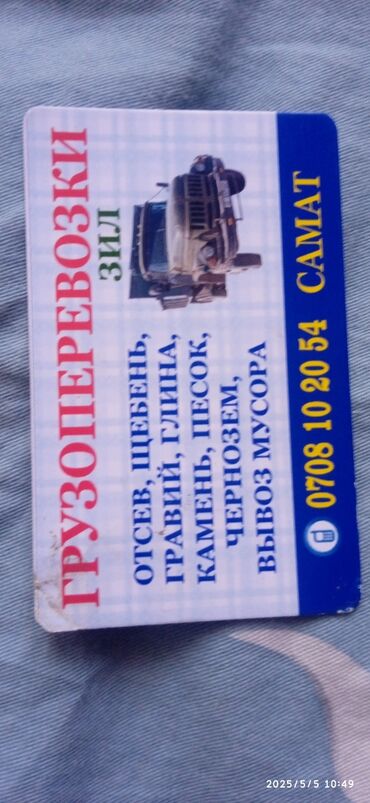 ГРУЗОПЕРЕВОЗКИ
ЗИЛ
ОТСЕВ, ЩЕБЕНЬ,
ГРАВИЙ, ГЛИНА,
КАМЕНЬ, ПЕСОК,
ЧЕРНОЗЕМ,
ВЫВОЗ МУСОРА
0708 10 20 54 САМАТ
2025/5/5 10:49